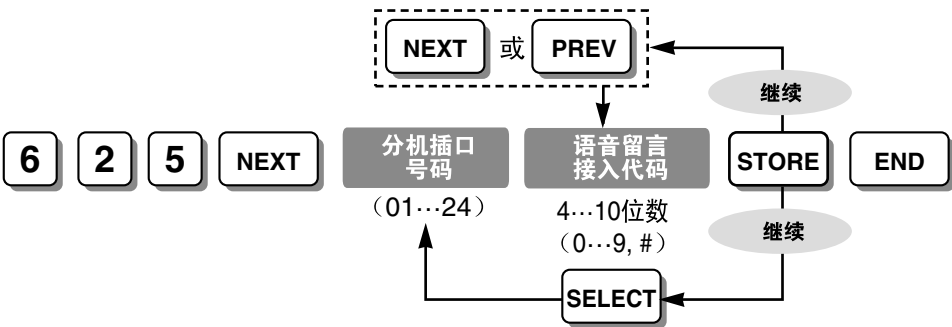 NEXT 或 PREV
继续
6 2 5 NEXT 分机插口号码 语音留言接入代码 STORE END
(01…24)
4…10位数
(0…9, #)
继续
SELECT